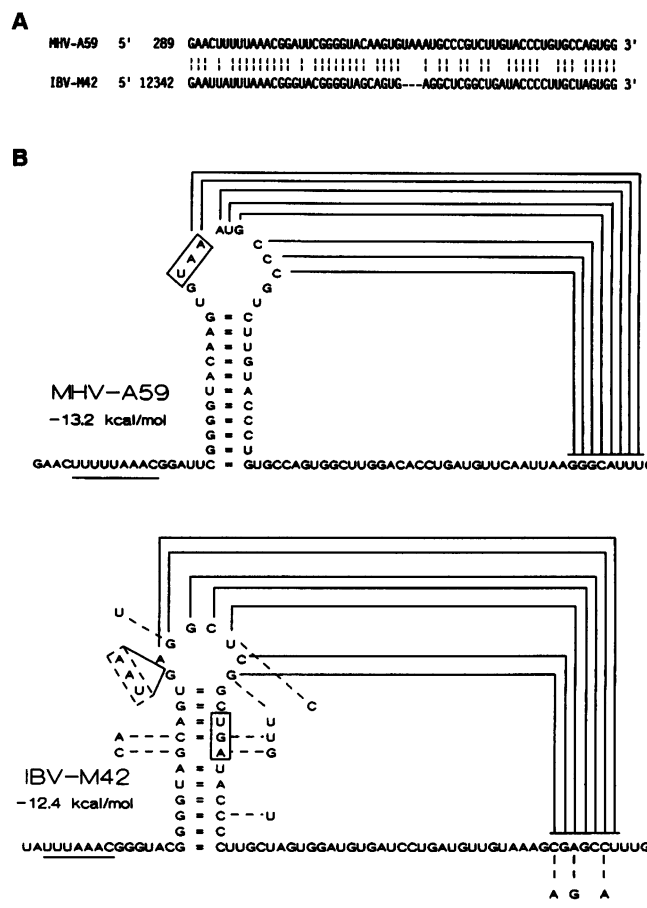 A
MHV-A59 5' 289 GAACUUUUUAAACGGAUUCGGGGUACAAGUGUAAAUGCCCGUCUUGUACCCUGUGCCAGUGG 3'
IBV-M42 5' 12342 GAAUUAUUUAAACGGGUACGGGGUAGCAGUG---AGGCUCGGCUGAUACCCCUUGCUAGUGG 3'
B
A U G
A C
A C
U C
G G
U U
G = C
A = U
A = U
C = G
A = U
U = A
G = C
G = C
G = C
G = U
MHV-A59
-13.2 kcal/mol
GAACUUUUUAAACGGAUUC = GUGCCAGUGGCUUGGACACCUGAUGUUCAAUUAAGGGCAUUUG
U G C
G U
A A A U A C
G G
U = G C
G C
A = U U
A C = G U
C G = A G
A = U
U = A
G = C
G = C U
G = C
IBV-M42
-12.4 kcal/mol
UAUUUAAACGGGUACG = CUUGCUAGUGGAUGUGAUCCUGAUGUUGUAAAGCGAGCCUUUG
A G A